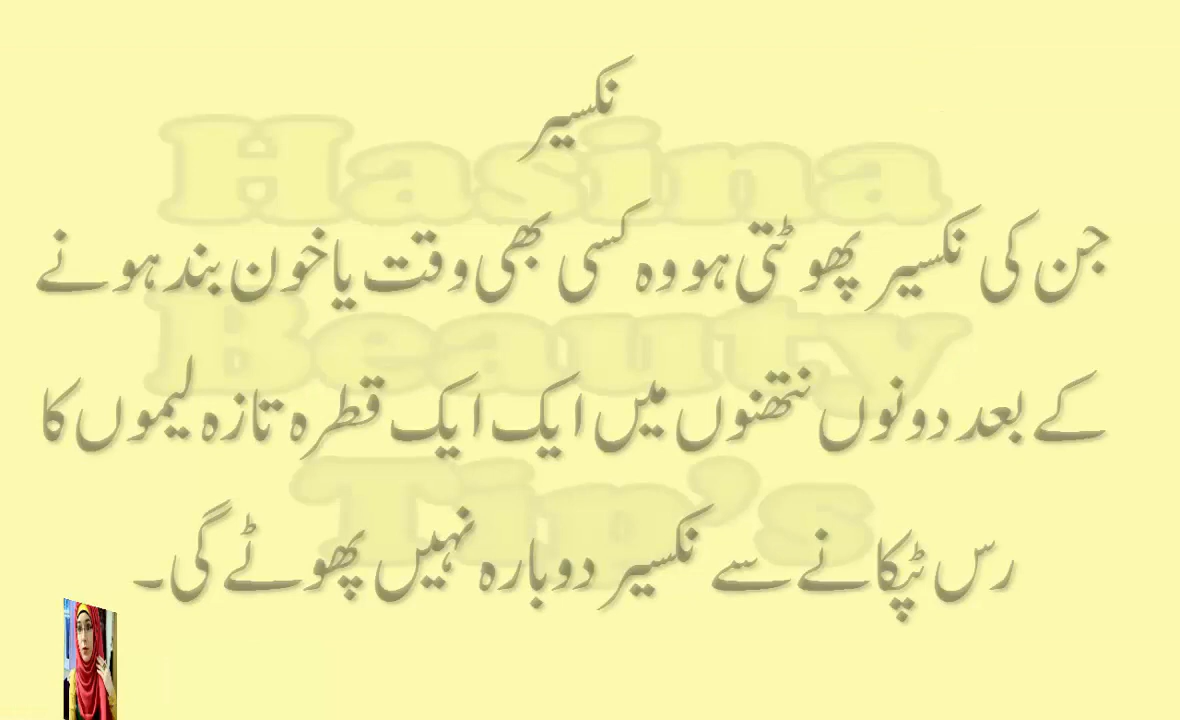 نکسیر
جن کی نکسیر پھوٹتی ہو وہ کسی بھی وقت یا خون بند ہونے
کے بعد دونوں نتھنوں میں ایک ایک قطرہ تازہ لیموں کا
رس ٹپکانے سے نکسیر دوبارہ نہیں پھوٹے گی۔
Hasina
Beauty
Tip's